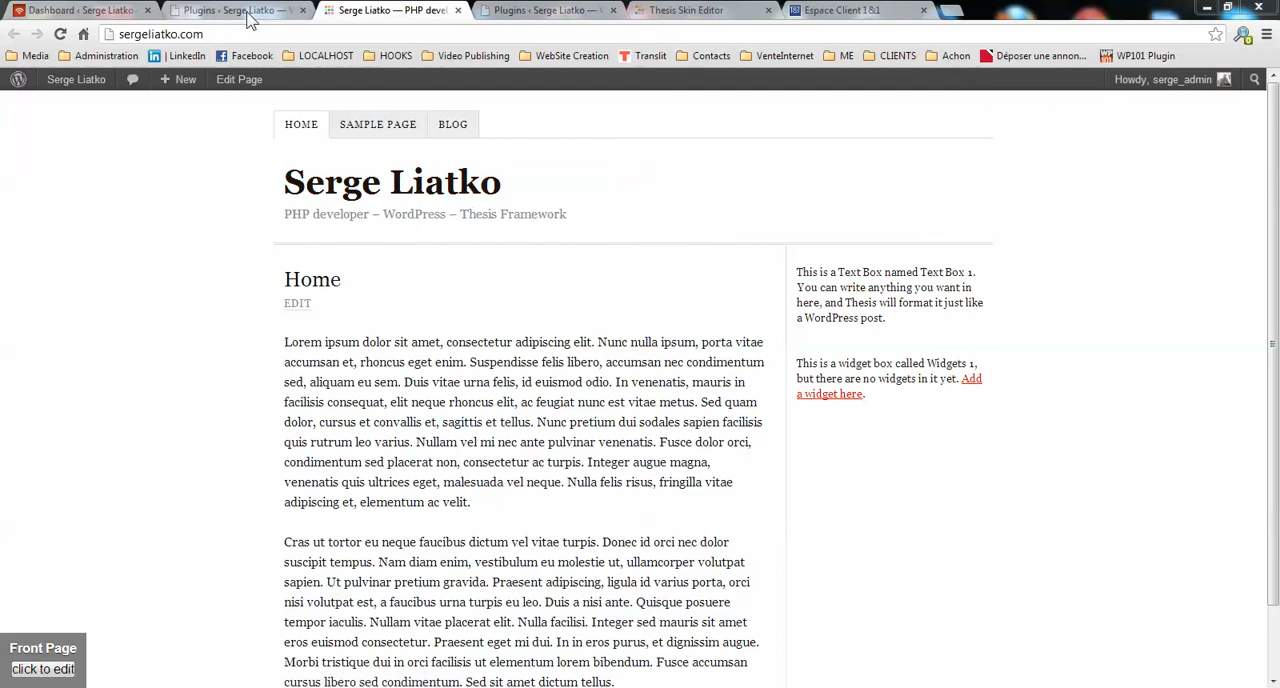 Dashboard ‹ Serge Liatko
Plugins ‹ Serge Liatko — W
Serge Liatko — PHP devel
Plugins ‹ Serge Liatko — W
Thesis Skin Editor
Espace Client 1&1
sergeliatko.com
Media
Administration
LinkedIn
Facebook
LOCALHOST
HOOKS
Video Publishing
WebSite Creation
Translit
Contacts
VenteInternet
ME
CLIENTS
Achon
Déposer une annon...
WP101 Plugin
Serge Liatko
+ New
Edit Page
Howdy, serge_admin
HOME
SAMPLE PAGE
BLOG
Serge Liatko
PHP developer – WordPress – Thesis Framework
Home
EDIT
Lorem ipsum dolor sit amet, consectetur adipiscing elit. Nunc nulla ipsum, porta vitae
accumsan et, rhoncus eget enim. Suspendisse felis libero, accumsan nec condimentum
sed, aliquam eu sem. Duis vitae urna felis, id euismod odio. In venenatis, mauris in
facilisis consequat, elit neque rhoncus elit, ac feugiat nunc est vitae metus. Sed quam
dolor, cursus et convallis et, sagittis et tellus. Nunc pretium dui sodales sapien facilisis
quis rutrum leo varius. Nullam vel mi nec ante pulvinar venenatis. Fusce dolor orci,
condimentum sed placerat non, consectetur ac turpis. Integer augue magna,
venenatis quis ultrices eget, malesuada vel neque. Nulla felis risus, fringilla vitae
adipiscing et, elementum ac velit.
Cras ut tortor eu neque faucibus dictum vel vitae turpis. Donec id orci nec dolor
suscipit tempus. Nam diam enim, vestibulum eu molestie ut, ullamcorper volutpat
sapien. Ut pulvinar pretium gravida. Praesent adipiscing, ligula id varius porta, orci
nisi volutpat est, a faucibus urna turpis eu leo. Duis a nisi ante. Quisque posuere
tempor iaculis. Nullam vitae placerat elit. Nulla facilisi. Integer sed mauris sit amet
eros euismod consectetur. Praesent eget mi dui. In in eros purus, et dignissim augue.
Morbi tristique dui in orci facilisis ut elementum lorem bibendum. Fusce accumsan
cursus libero sed condimentum. Sed sit amet dictum tellus.
This is a Text Box named Text Box 1.
You can write anything you want in
here, and Thesis will format it just like
a WordPress post.
This is a widget box called Widgets 1,
but there are no widgets in it yet. Add
a widget here.
Front Page
click to edit